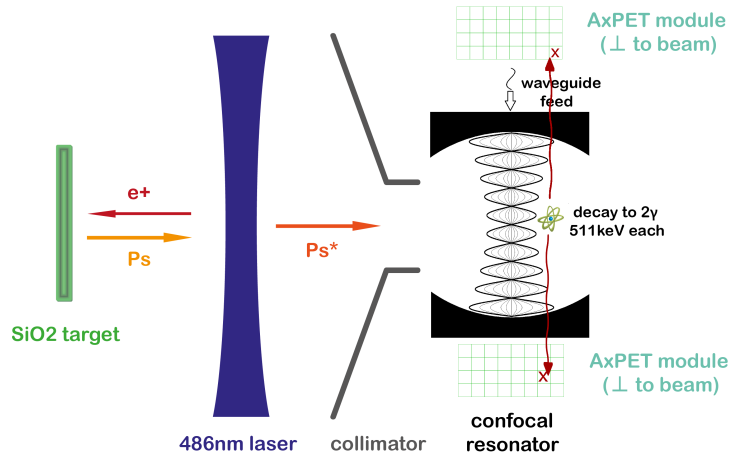 AxPET module
(⊥ to beam)
waveguide
feed
e+
Ps
Ps*
decay to 2γ
511keV each
SiO2 target
AxPET module
(⊥ to beam)
486nm laser
collimator
confocal
resonator
x
x